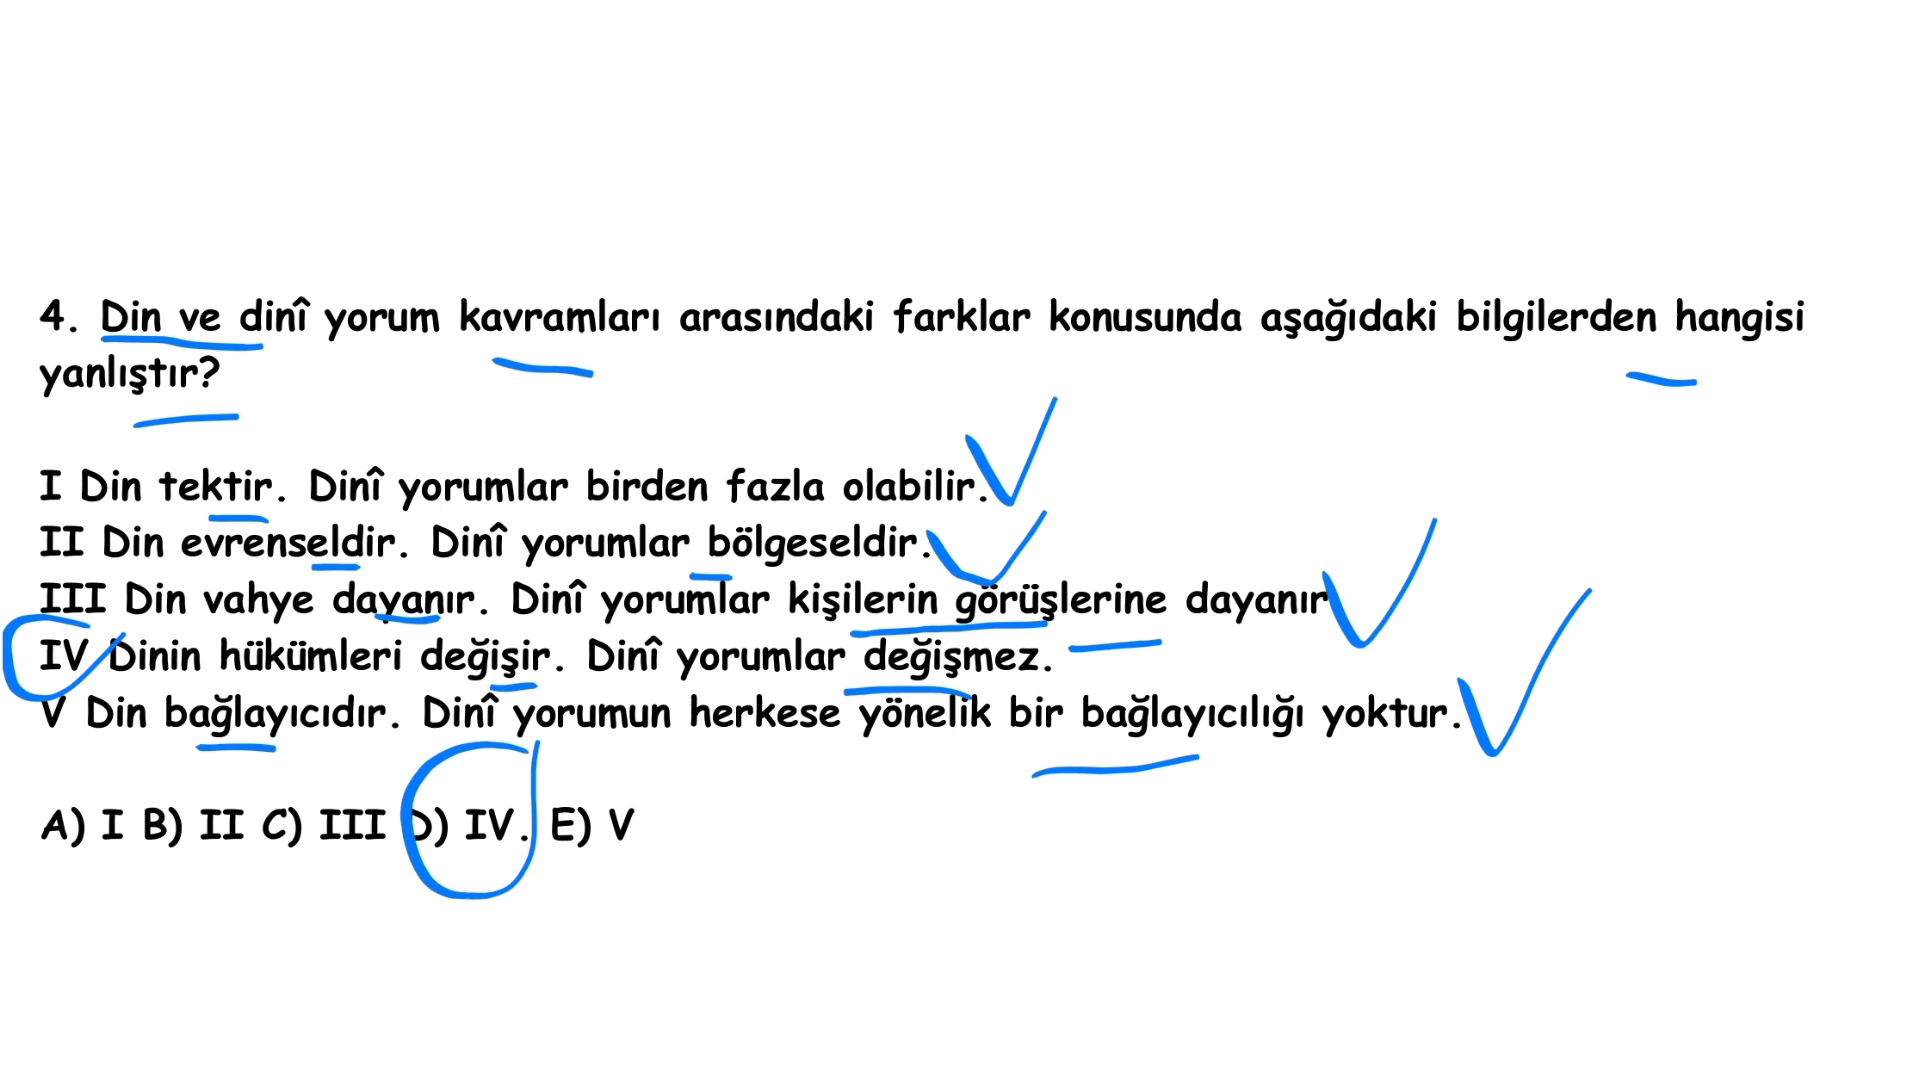 4. Din ve dinî yorum kavramları arasındaki farklar konusunda aşağıdaki bilgilerden hangisi
yanlıştır?
I Din tektir. Dinî yorumlar birden fazla olabilir.
II Din evrenseldir. Dinî yorumlar bölgeseldir.
III Din vahye dayanır. Dinî yorumlar kişilerin görüşlerine dayanır
IV Dinin hükümleri değişir. Dinî yorumlar değişmez.
V Din bağlayıcıdır. Dinî yorumun herkese yönelik bir bağlayıcılığı yoktur.
A) I B) II C) III D) IV. E) V